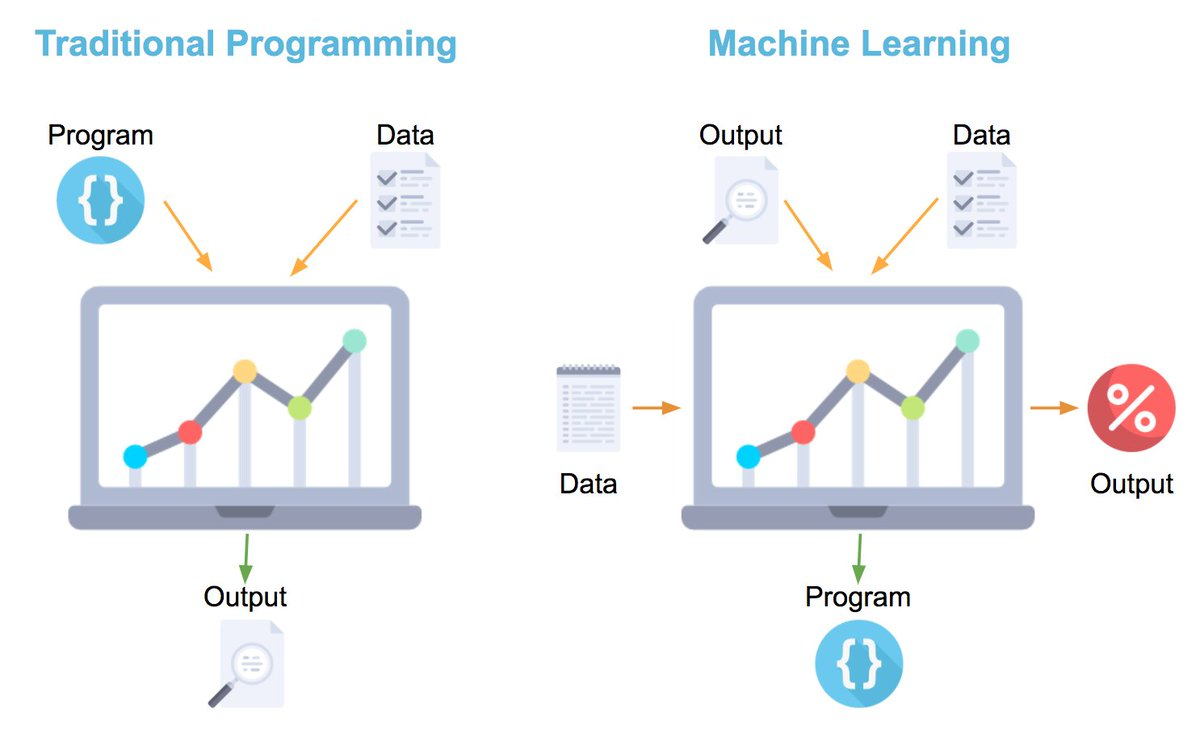 Traditional Programming
Program
Data
Output
Machine Learning
Output
Data
Data
Output
Program